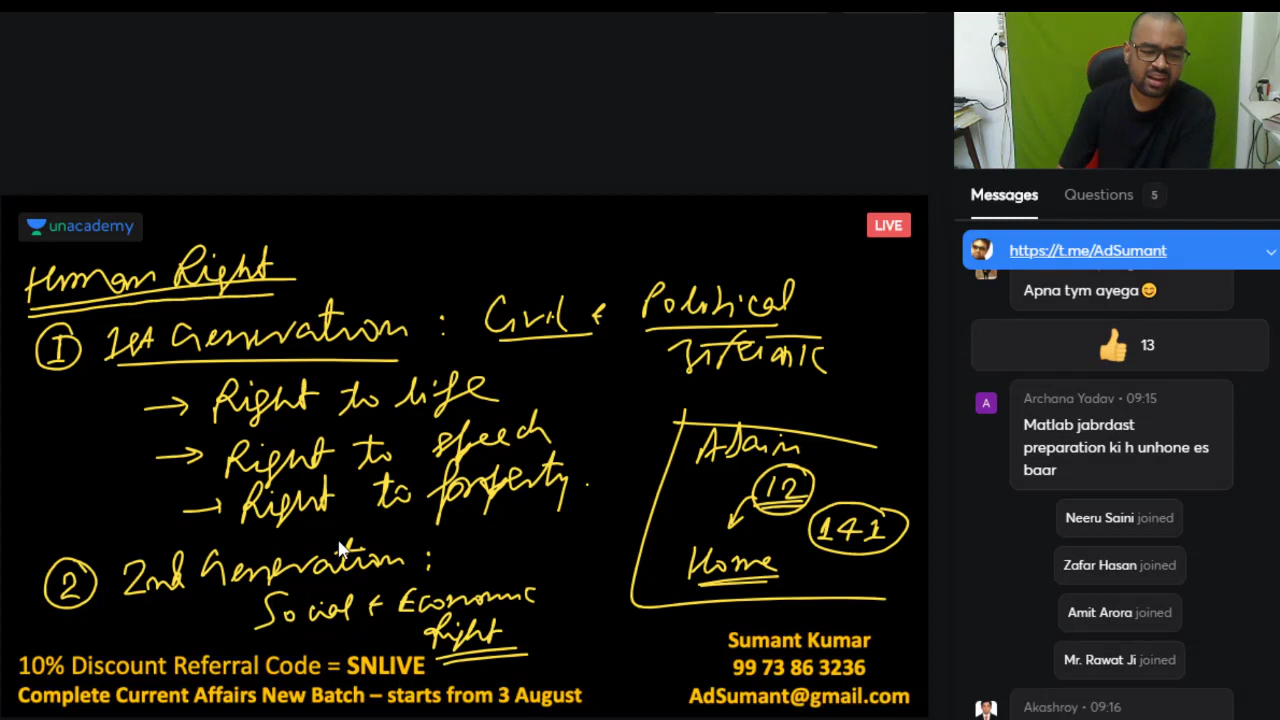 unacademy
LIVE
Human Right
① 1st Generation : Civil & Political
→ Right to life
→ Right to speech
→ Right to property.
12
141
Home
② 2nd Generation :
Social & Economic
Right
10% Discount Referral Code = SNLIVE
Complete Current Affairs New Batch – starts from 3 August
Sumant Kumar
99 73 86 3236
AdSumant@gmail.com
Messages
Questions 5
https://t.me/AdSumant
Apna tym ayega😊
👍 13
A
Archana Yadav • 09:15
Matlab jabrdast
preparation ki h unhone es
baar
Neeru Saini joined
Zafar Hasan joined
Amit Arora joined
Mr. Rawat Ji joined
Akashroy • 09:16